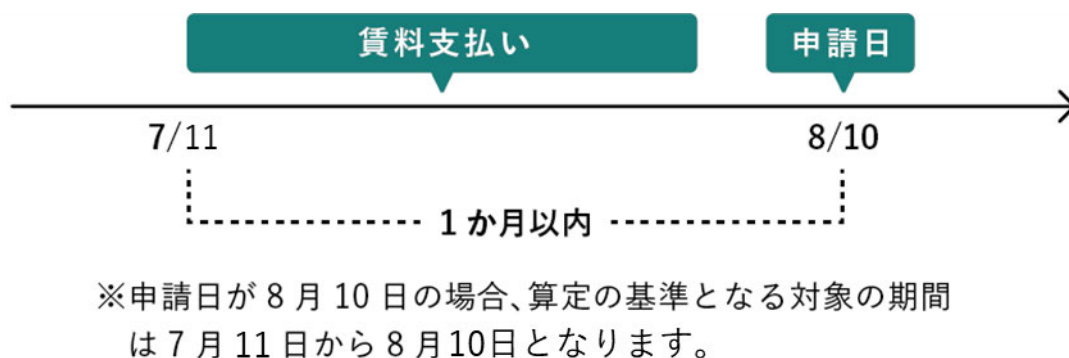 賃料支払い 申請日
7/11 8/10
1か月以内
※申請日が8月10日の場合、算定の基準となる対象の期間
は7月11日から8月10日となります。